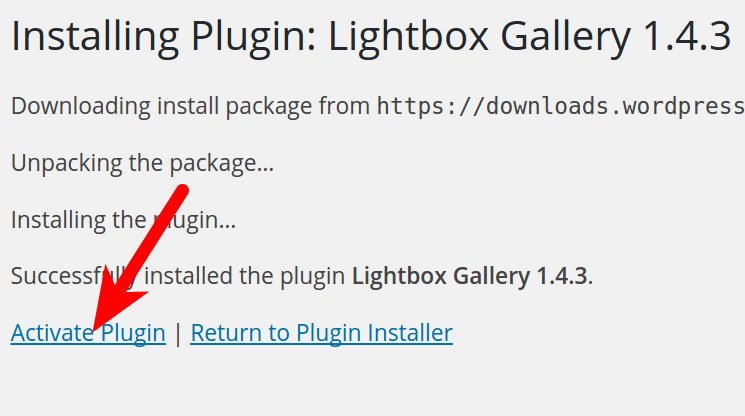 Installing Plugin: Lightbox Gallery 1.4.3
Downloading install package from https://downloads.wordpress
Unpacking the package...
Installing the plugin...
Successfully installed the plugin Lightbox Gallery 1.4.3.
Activate Plugin | Return to Plugin Installer